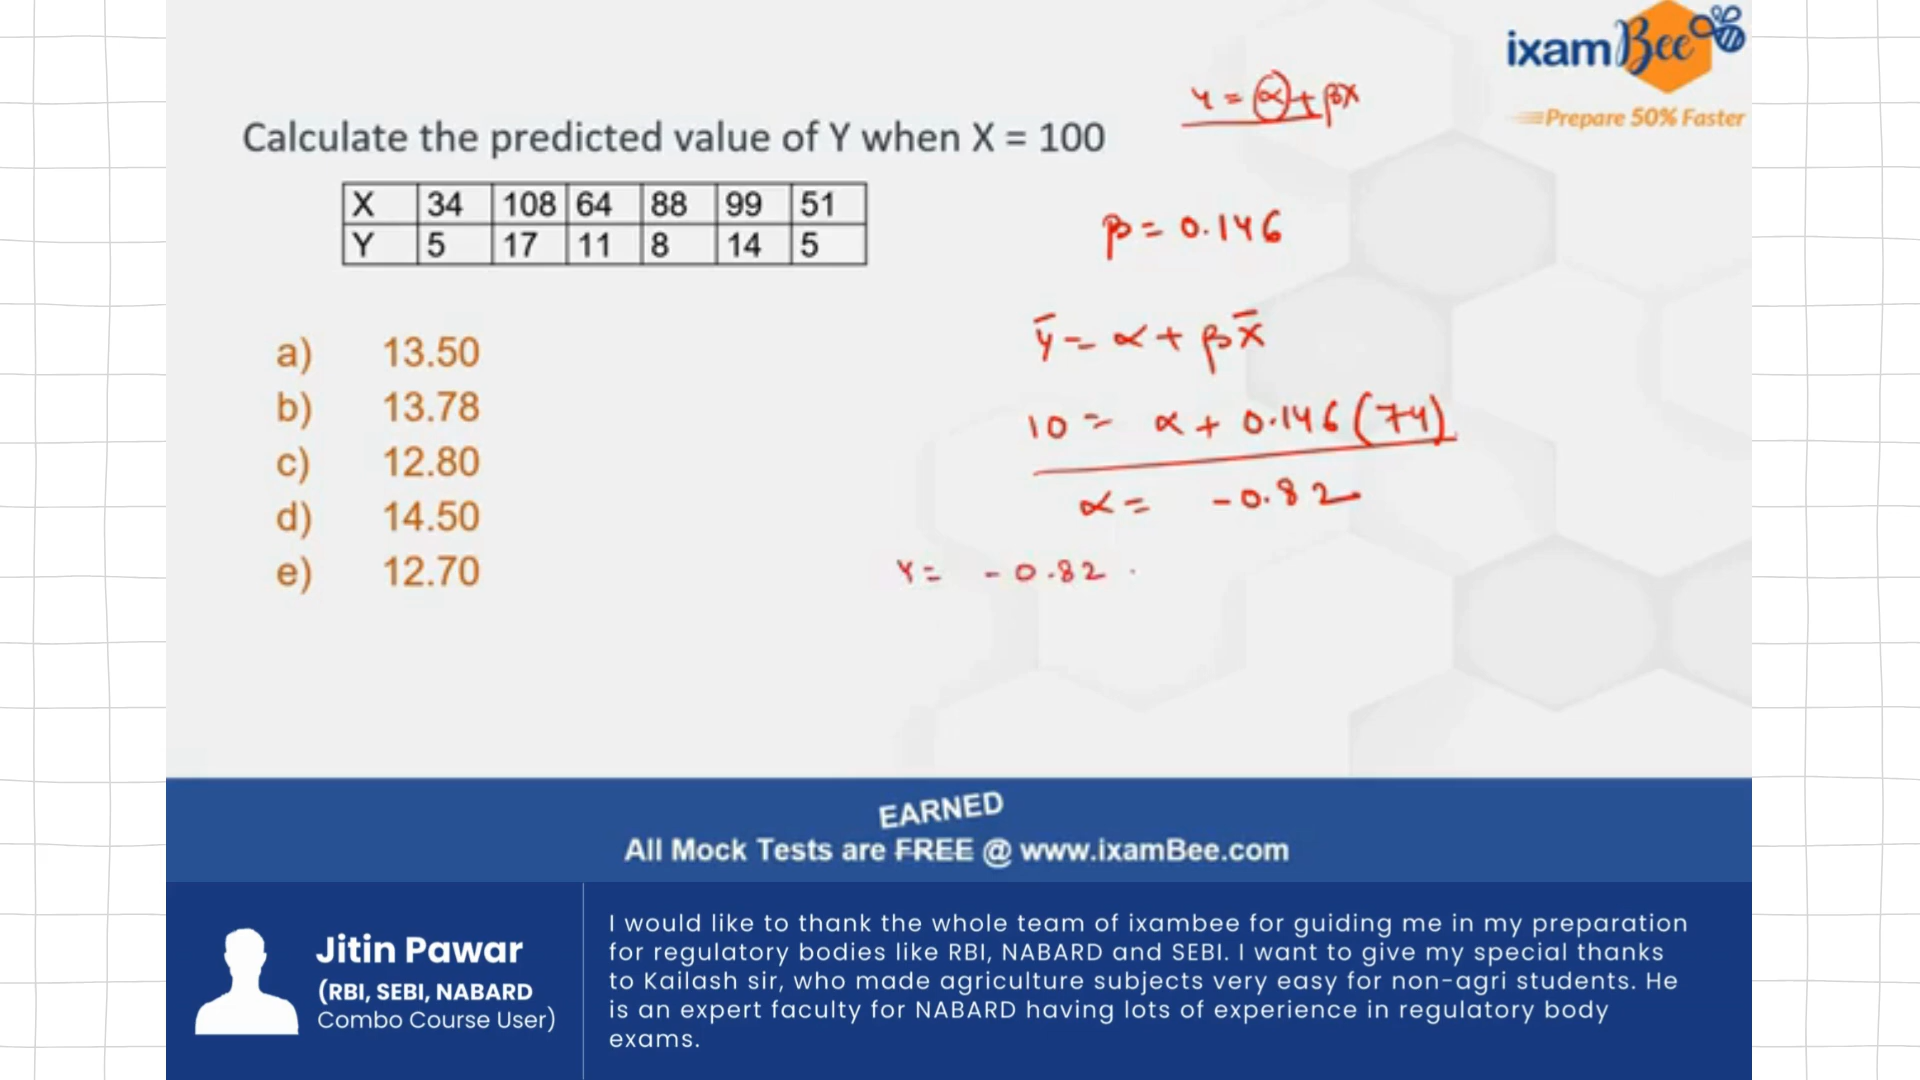 ixamBee
Prepare 50% Faster
Y = α + βX
Calculate the predicted value of Y when X = 100
X 34 108 64 88 99 51
Y 5 17 11 8 14 5
β = 0.146
a) 13.50
b) 13.78
c) 12.80
d) 14.50
e) 12.70
Ȳ = α + βX̄
10 = α + 0.146(74)
α = -0.82
Y = -0.82
EARNED
All Mock Tests are FREE @ www.ixamBee.com
Jitin Pawar
(RBI, SEBI, NABARD
Combo Course User)
I would like to thank the whole team of ixambee for guiding me in my preparation
for regulatory bodies like RBI, NABARD and SEBI. I want to give my special thanks
to Kailash sir, who made agriculture subjects very easy for non-agri students. He
is an expert faculty for NABARD having lots of experience in regulatory body
exams.